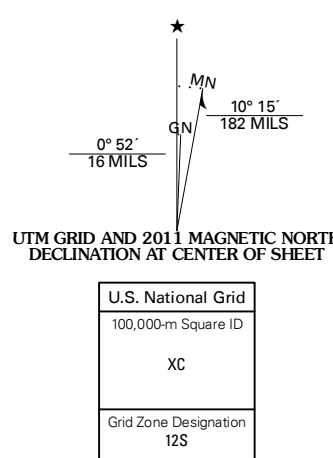 ★
MN
GN
10° 15´
182 MILS
0° 52´
16 MILS
UTM GRID AND 2011 MAGNETIC NORTH
DECLINATION AT CENTER OF SHEET
U.S. National Grid
100,000-m Square ID
XC
Grid Zone Designation
12S